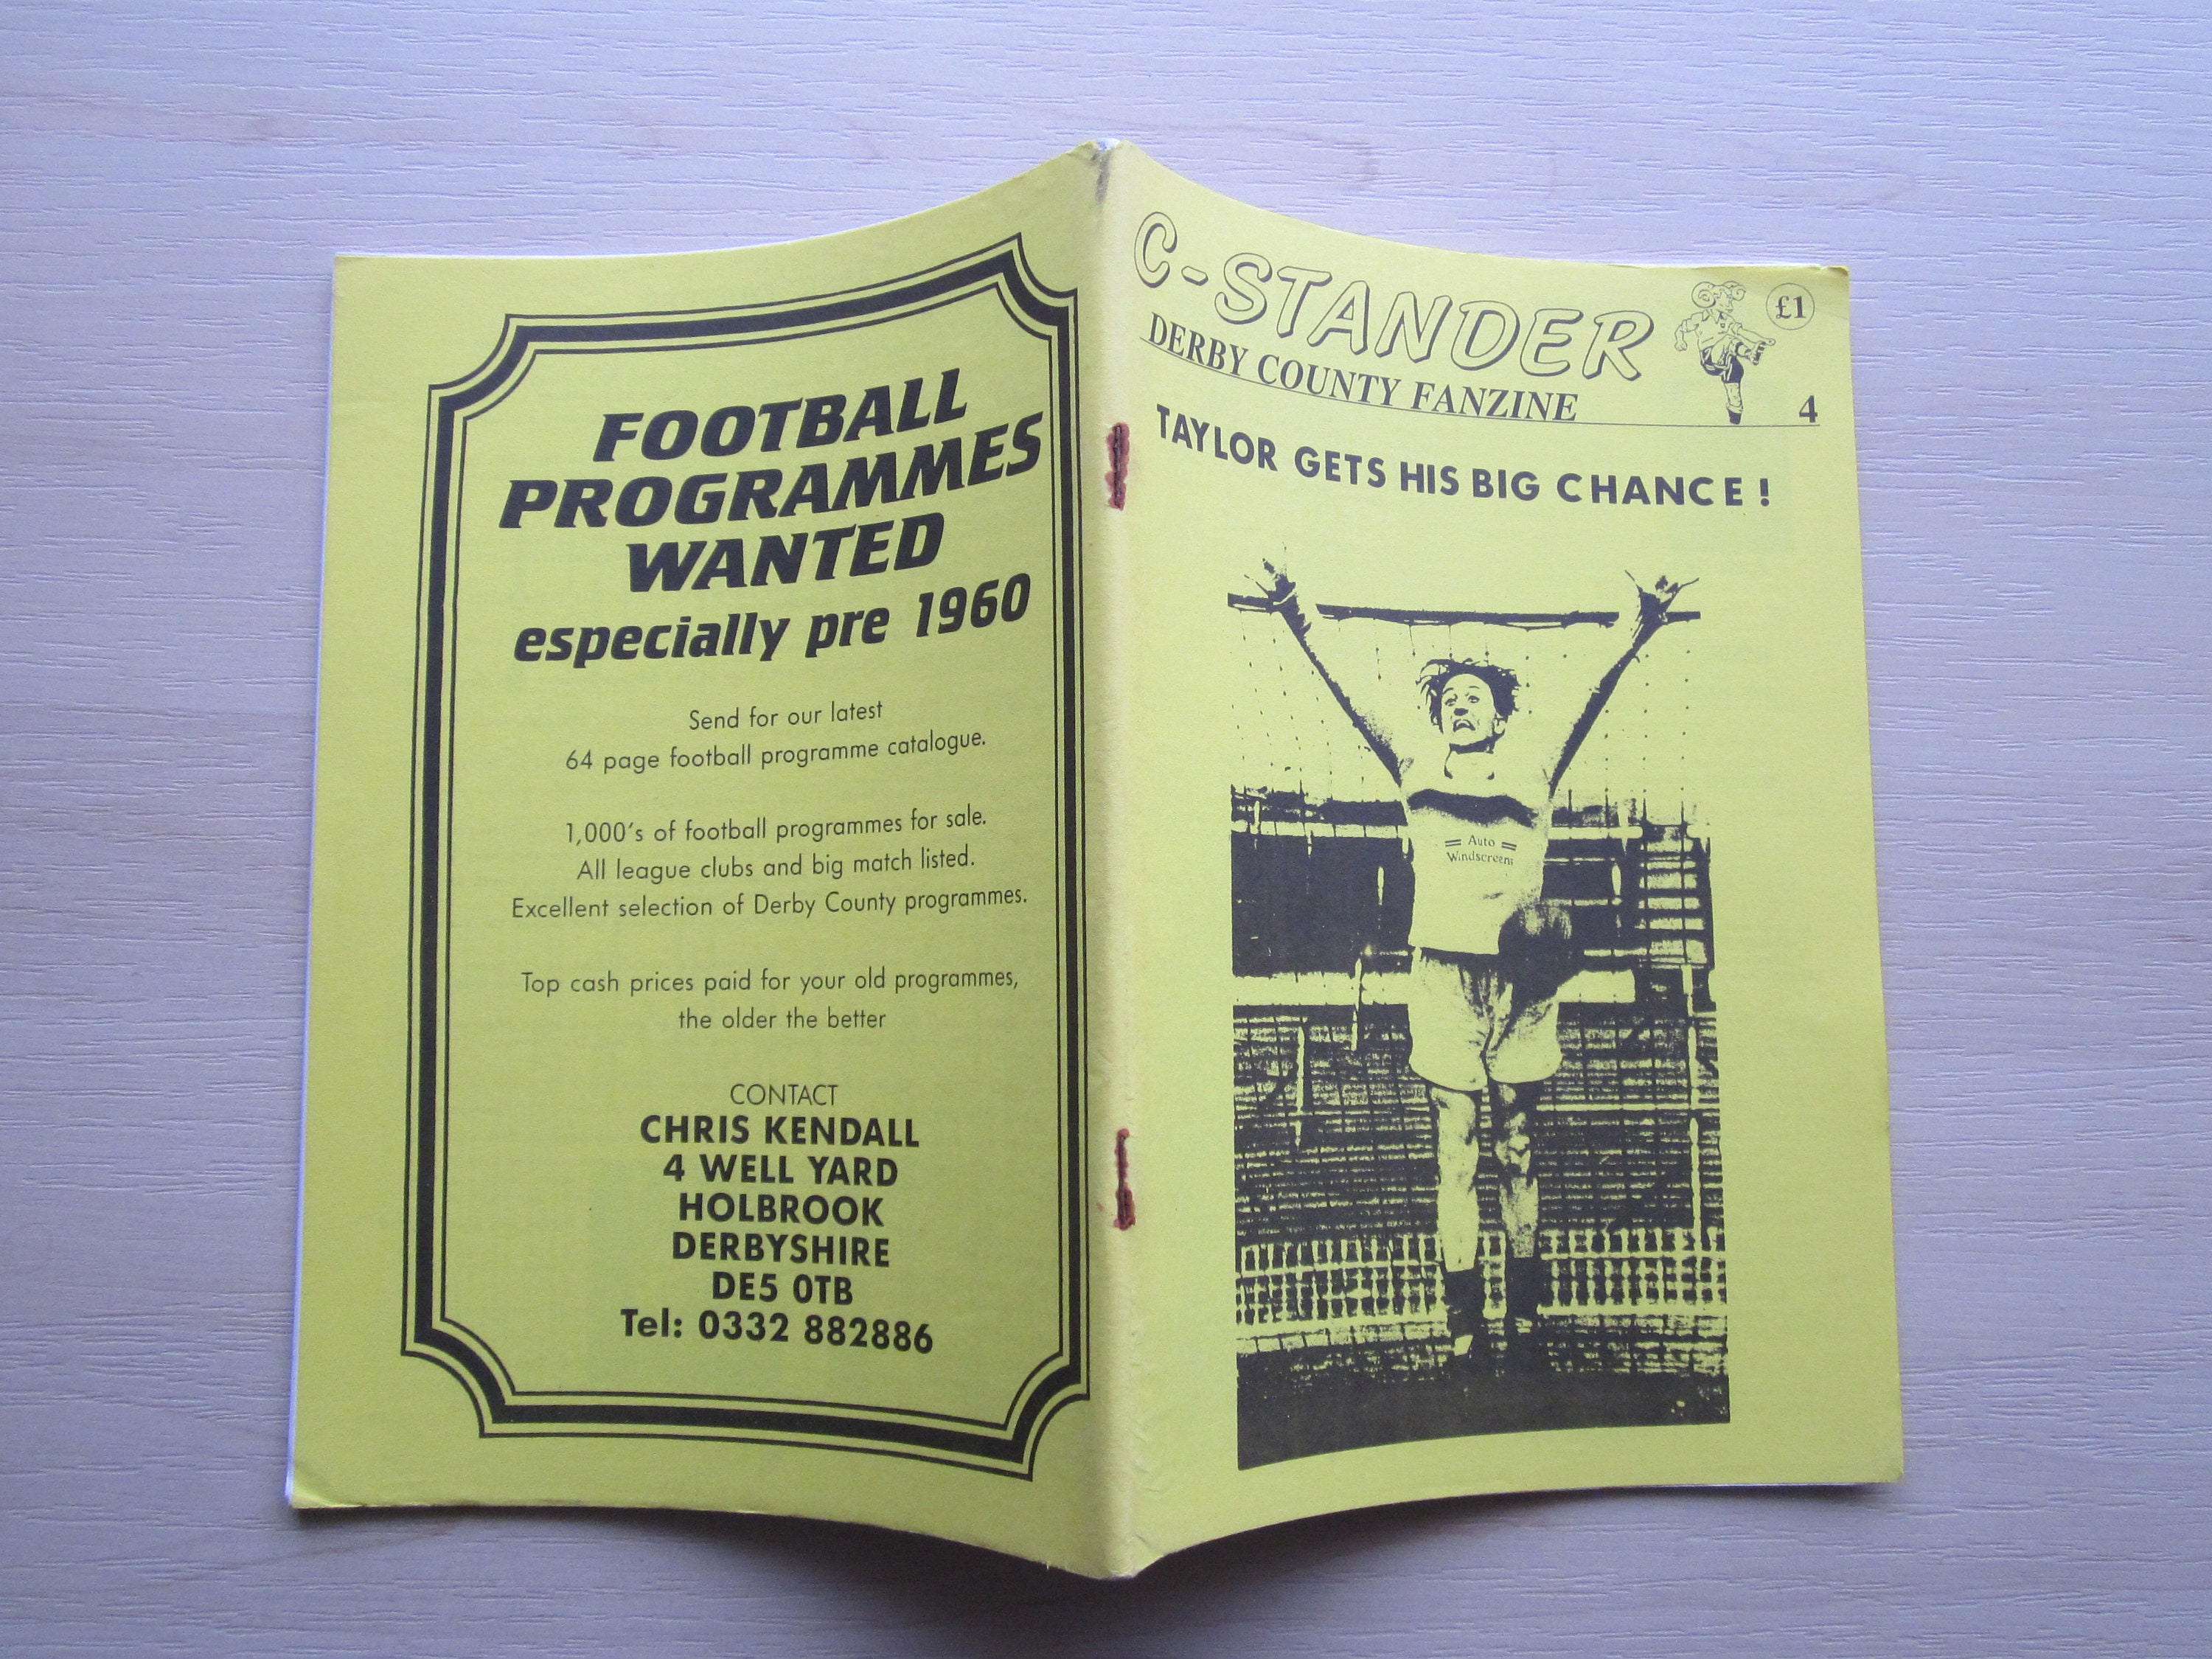 FOOTBALL
PROGRAMMES
WANTED
especially pre 1960
Send for our latest
64 page football programme catalogue.
1,000's of football programmes for sale.
All league clubs and big match listed.
Excellent selection of Derby County programmes.
Top cash prices paid for your old programmes,
the older the better
CONTACT
CHRIS KENDALL
4 WELL YARD
HOLBROOK
DERBYSHIRE
DE5 0TB
Tel: 0332 882886
C-STANDER
£1
DERBY COUNTY FANZINE
4
TAYLOR GETS HIS BIG CHANCE !
Auto
Windscreens